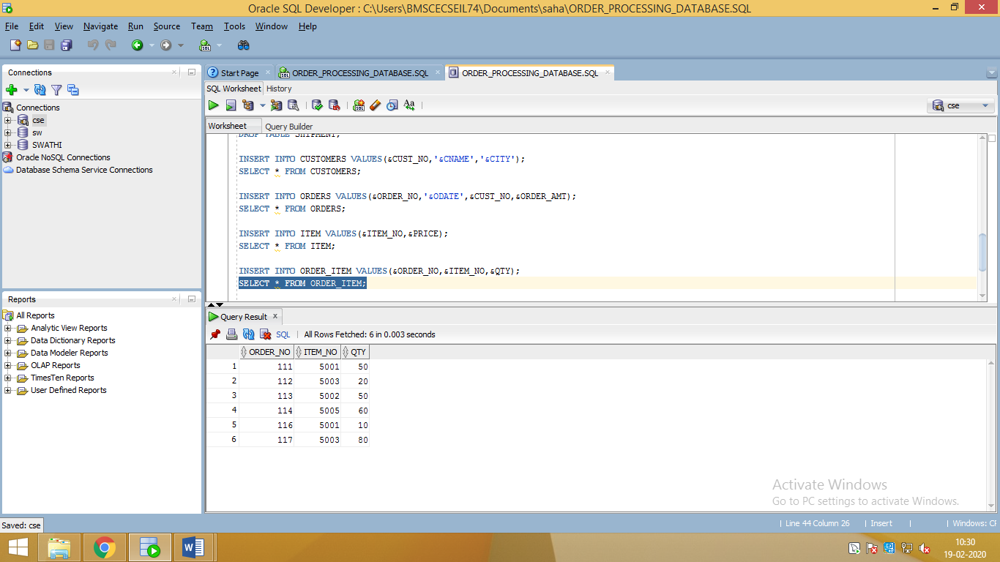 Oracle SQL Developer : C:\Users\BMSCECSEIL74\Documents\saha\ORDER_PROCESSING_DATABASE.SQL
File Edit View Navigate Run Source Team Tools Window Help
Connections
Connections
cse
sw
SWATHI
Oracle NoSQL Connections
Database Schema Service Connections
Reports
All Reports
Analytic View Reports
Data Dictionary Reports
Data Modeler Reports
OLAP Reports
TimesTen Reports
User Defined Reports
Start Page ORDER_PROCESSING_DATABASE.SQL ORDER_PROCESSING_DATABASE.SQL
SQL Worksheet History
cse
Worksheet Query Builder
DROP TABLE SHIPMENT;
INSERT INTO CUSTOMERS VALUES(&CUST_NO,'&CNAME','&CITY');
SELECT * FROM CUSTOMERS;
INSERT INTO ORDERS VALUES(&ORDER_NO,'&ODATE',&CUST_NO,&ORDER_AMT);
SELECT * FROM ORDERS;
INSERT INTO ITEM VALUES(&ITEM_NO,&PRICE);
SELECT * FROM ITEM;
INSERT INTO ORDER_ITEM VALUES(&ORDER_NO,&ITEM_NO,&QTY);
SELECT * FROM ORDER_ITEM;
Query Result
SQL | All Rows Fetched: 6 in 0.003 seconds
ORDER_NO ITEM_NO QTY
1 111 5001 50
2 112 5003 20
3 113 5002 50
4 114 5005 60
5 116 5001 10
6 117 5003 80
Activate Windows
Go to PC settings to activate Windows.
Saved: cse
| Line 44 Column 26 | Insert | | Windows: CF
10:30
19-02-2020